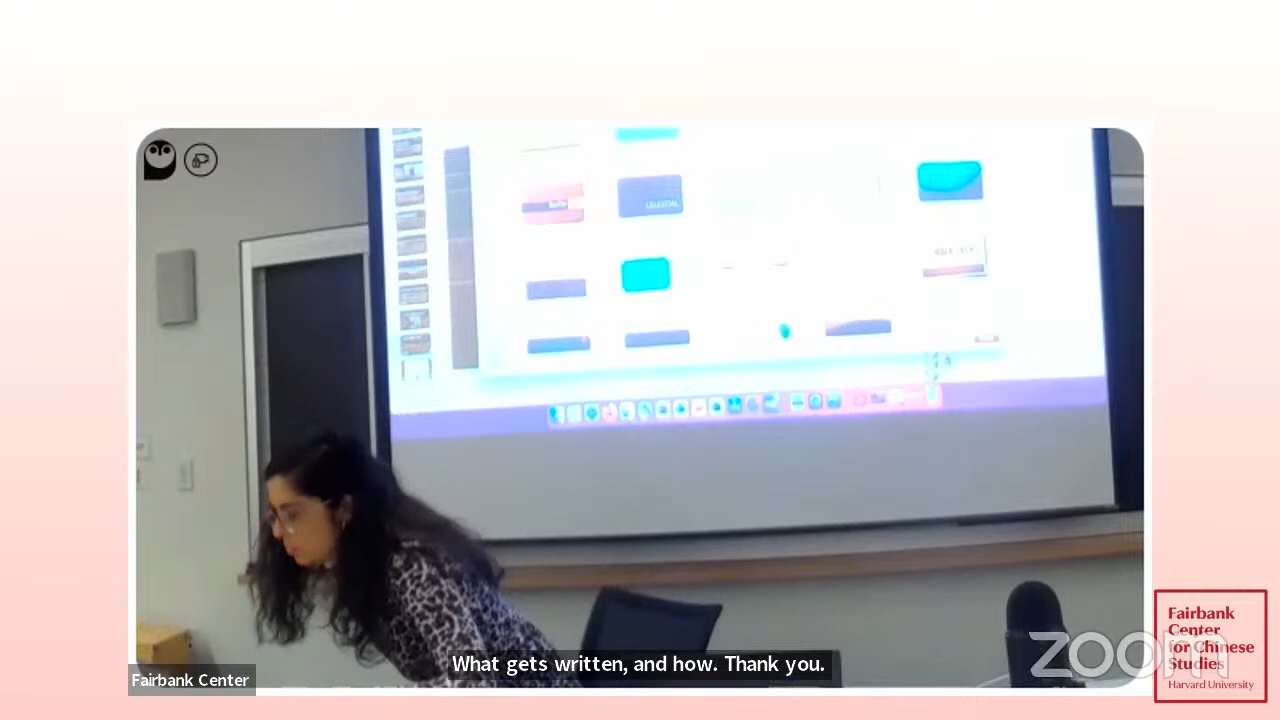 What gets written, and how. Thank you.
Fairbank Center
zoom
Fairbank
Center
for Chinese
Studies
Harvard University